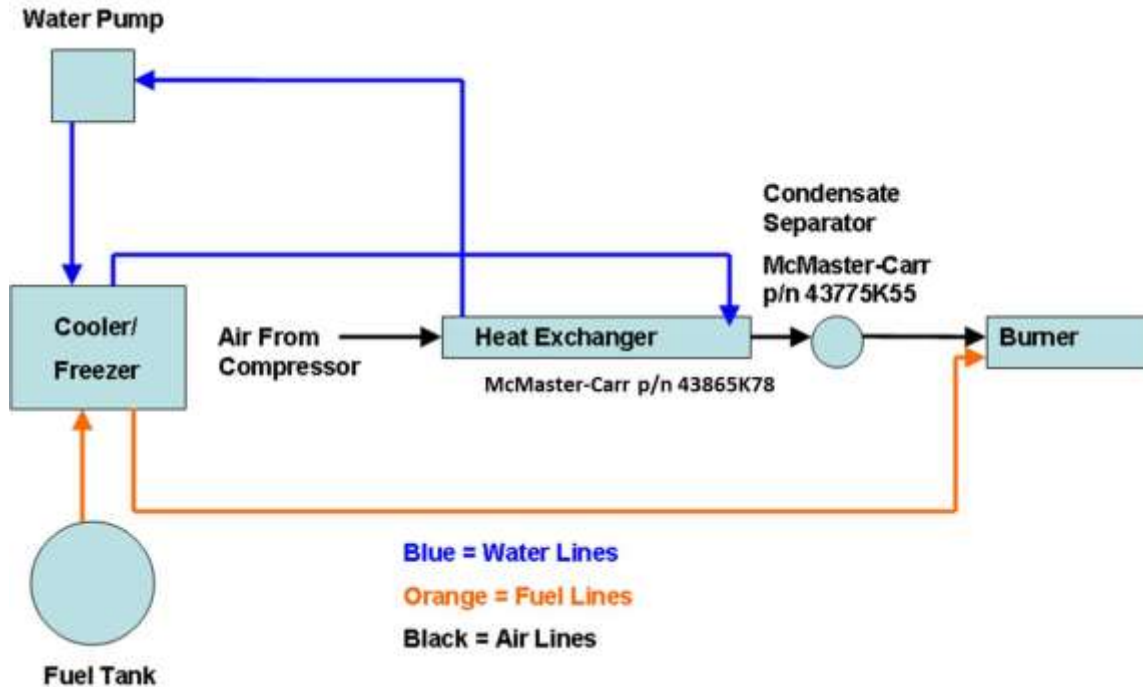 Water Pump
Condensate
Separator
McMaster-Carr
p/n 43775K55
Cooler/
Freezer
Air From
Compressor
Heat Exchanger
Burner
McMaster-Carr p/n 43865K78
Blue = Water Lines
Orange = Fuel Lines
Black = Air Lines
Fuel Tank